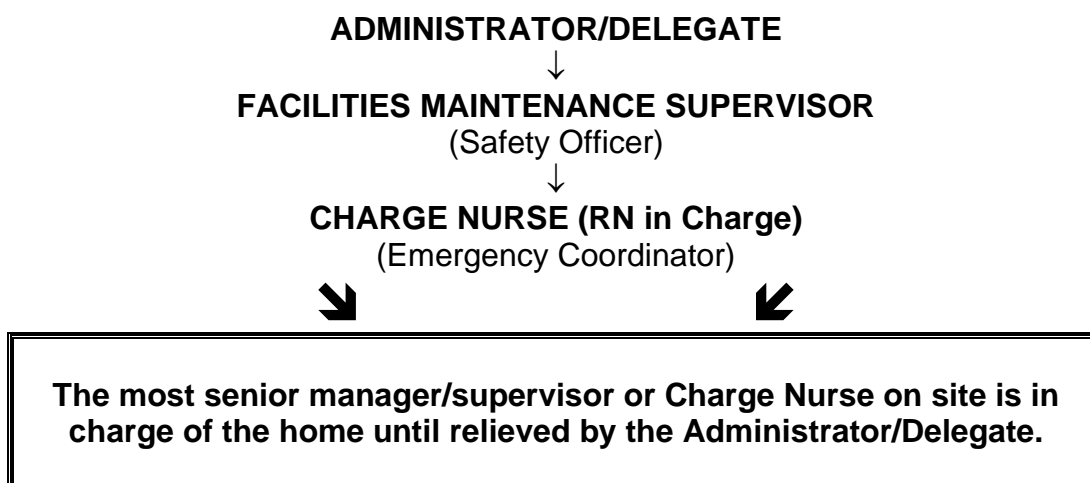 ADMINISTRATOR/DELEGATE
↓
FACILITIES MAINTENANCE SUPERVISOR
(Safety Officer)
↓
CHARGE NURSE (RN in Charge)
(Emergency Coordinator)
The most senior manager/supervisor or Charge Nurse on site is in
charge of the home until relieved by the Administrator/Delegate.